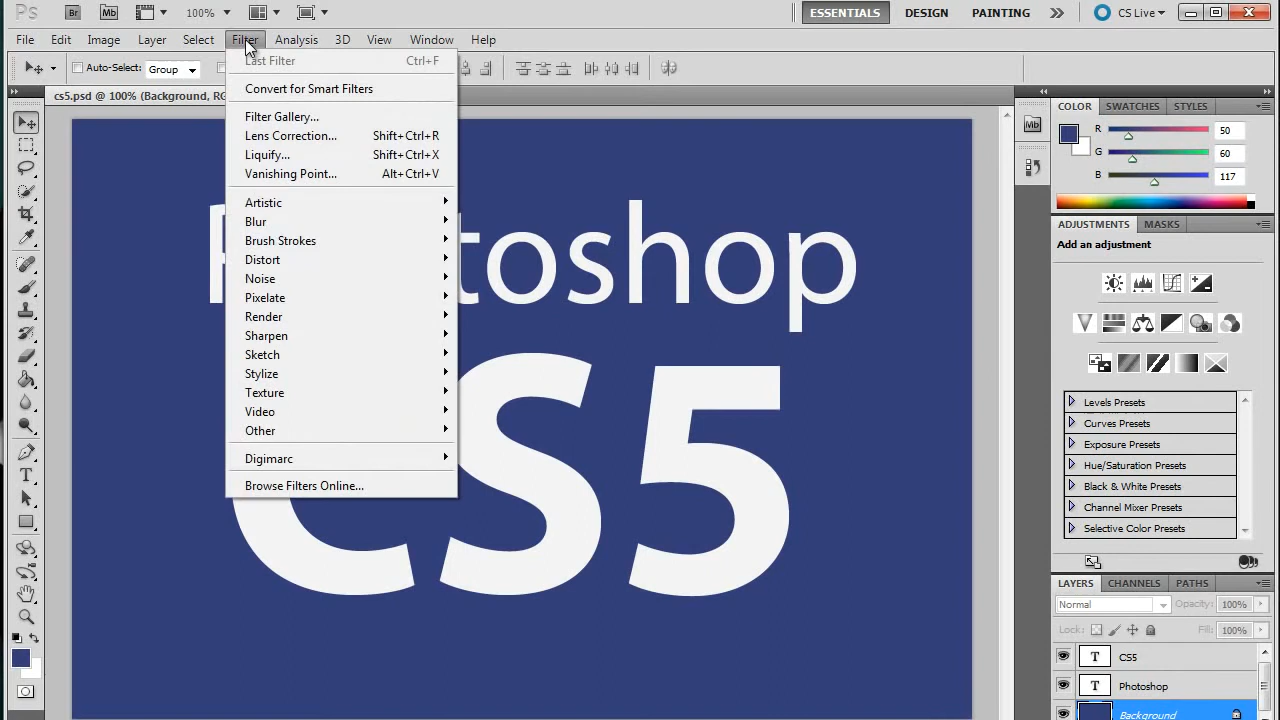 Ps Br Mb 100% ESSENTIALS DESIGN PAINTING CS Live
File Edit Image Layer Select Filter Analysis 3D View Window Help
Auto-Select: Group
cs5.psd @ 100% (Background, RG
Last Filter Ctrl+F
Convert for Smart Filters
Filter Gallery...
Lens Correction... Shift+Ctrl+R
Liquify... Shift+Ctrl+X
Vanishing Point... Alt+Ctrl+V
Artistic
Blur
Brush Strokes
Distort
Noise
Pixelate
Render
Sharpen
Sketch
Stylize
Texture
Video
Other
Digimarc
Browse Filters Online...
toshop
CS5
Mb
COLOR SWATCHES STYLES
R 50
G 60
B 117
ADJUSTMENTS MASKS
Add an adjustment
Levels Presets
Curves Presets
Exposure Presets
Hue/Saturation Presets
Black & White Presets
Channel Mixer Presets
Selective Color Presets
LAYERS CHANNELS PATHS
Normal Opacity: 100%
Lock: Fill: 100%
T CS5
T Photoshop
Background